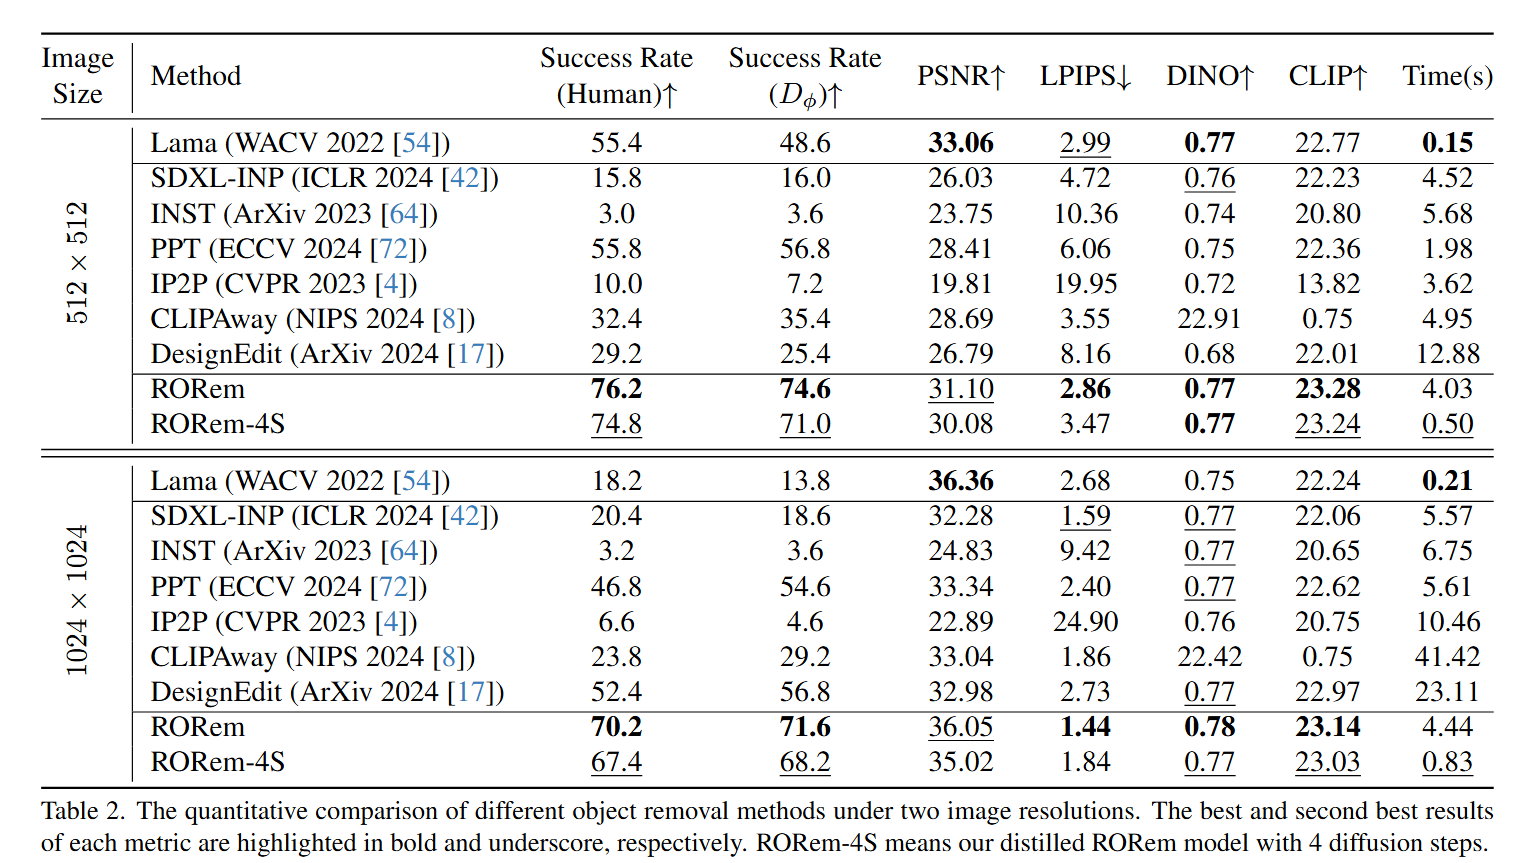 Image Size Method Success Rate (Human)↑ Success Rate (Dϕ)↑ PSNR↑ LPIPS↓ DINO↑ CLIP↑ Time(s)
512 × 512
Lama (WACV 2022 [54]) 55.4 48.6 33.06 2.99 0.77 22.77 0.15
SDXL-INP (ICLR 2024 [42]) 15.8 16.0 26.03 4.72 0.76 22.23 4.52
INST (ArXiv 2023 [64]) 3.0 3.6 23.75 10.36 0.74 20.80 5.68
PPT (ECCV 2024 [72]) 55.8 56.8 28.41 6.06 0.75 22.36 1.98
IP2P (CVPR 2023 [4]) 10.0 7.2 19.81 19.95 0.72 13.82 3.62
CLIPAway (NIPS 2024 [8]) 32.4 35.4 28.69 3.55 22.91 0.75 4.95
DesignEdit (ArXiv 2024 [17]) 29.2 25.4 26.79 8.16 0.68 22.01 12.88
RORem 76.2 74.6 31.10 2.86 0.77 23.28 4.03
RORem-4S 74.8 71.0 30.08 3.47 0.77 23.24 0.50
1024 × 1024
Lama (WACV 2022 [54]) 18.2 13.8 36.36 2.68 0.75 22.24 0.21
SDXL-INP (ICLR 2024 [42]) 20.4 18.6 32.28 1.59 0.77 22.06 5.57
INST (ArXiv 2023 [64]) 3.2 3.6 24.83 9.42 0.77 20.65 6.75
PPT (ECCV 2024 [72]) 46.8 54.6 33.34 2.40 0.77 22.62 5.61
IP2P (CVPR 2023 [4]) 6.6 4.6 22.89 24.90 0.76 20.75 10.46
CLIPAway (NIPS 2024 [8]) 23.8 29.2 33.04 1.86 22.42 0.75 41.42
DesignEdit (ArXiv 2024 [17]) 52.4 56.8 32.98 2.73 0.77 22.97 23.11
RORem 70.2 71.6 36.05 1.44 0.78 23.14 4.44
RORem-4S 67.4 68.2 35.02 1.84 0.77 23.03 0.83
Table 2. The quantitative comparison of different object removal methods under two image resolutions. The best and second best results
of each metric are highlighted in bold and underscore, respectively. RORem-4S means our distilled RORem model with 4 diffusion steps.